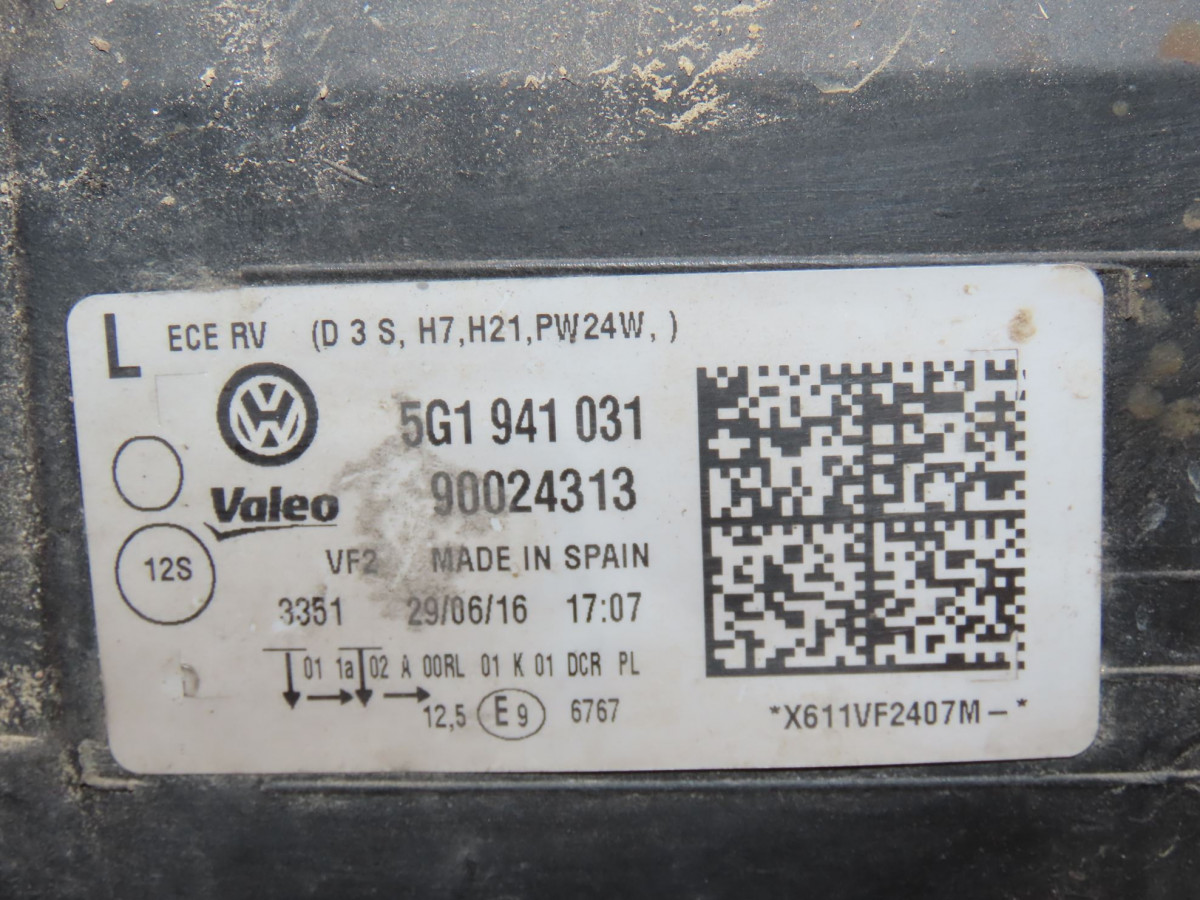 L ECE RV (D 3 S, H7,H21,PW24W, )
5G1 941 031
Valeo 90024313
VF2 MADE IN SPAIN
12S
3351 29/06/16 17:07
01 1a 02 A 00RL 01 K 01 DCR PL
12,5 E9 6767
*X611VF2407M-*